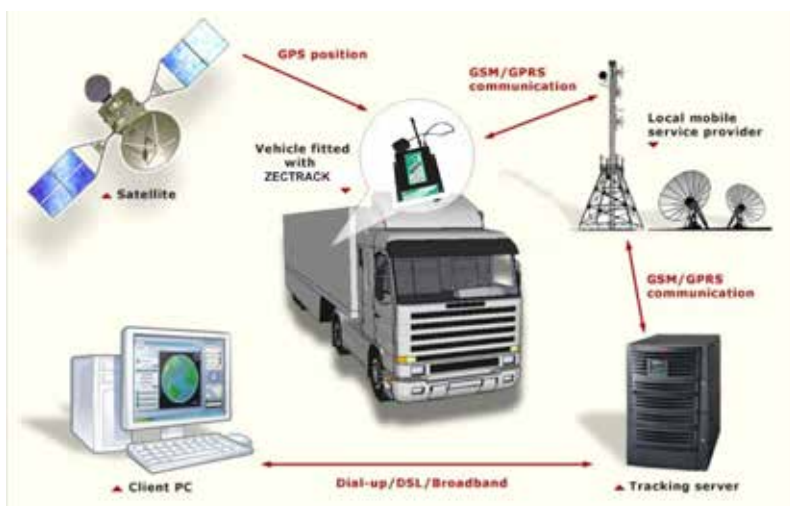 GPS position
GSM/GPRS
communication
Local mobile
service provider
Vehicle fitted
with
ZECTRACK
Satellite
GSM/GPRS
communication
Client PC
Dial-up/DSL/Broadband
Tracking server